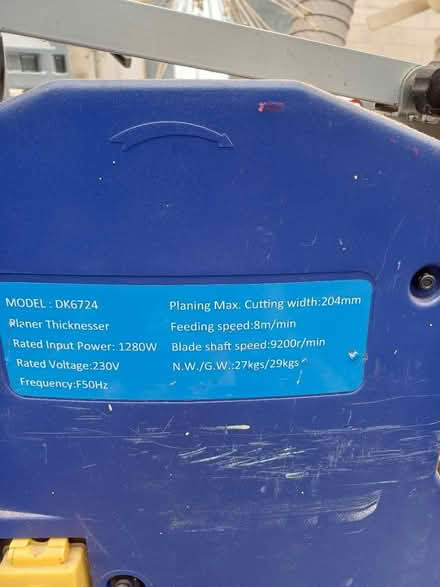 MODEL : DK6724
Planer Thicknesser
Rated Input Power: 1280W
Rated Voltage:230V
Frequency:F50Hz
Planing Max. Cutting width:204mm
Feeding speed:8m/min
Blade shaft speed:9200r/min
N.W./G.W.:27kgs/29kgs